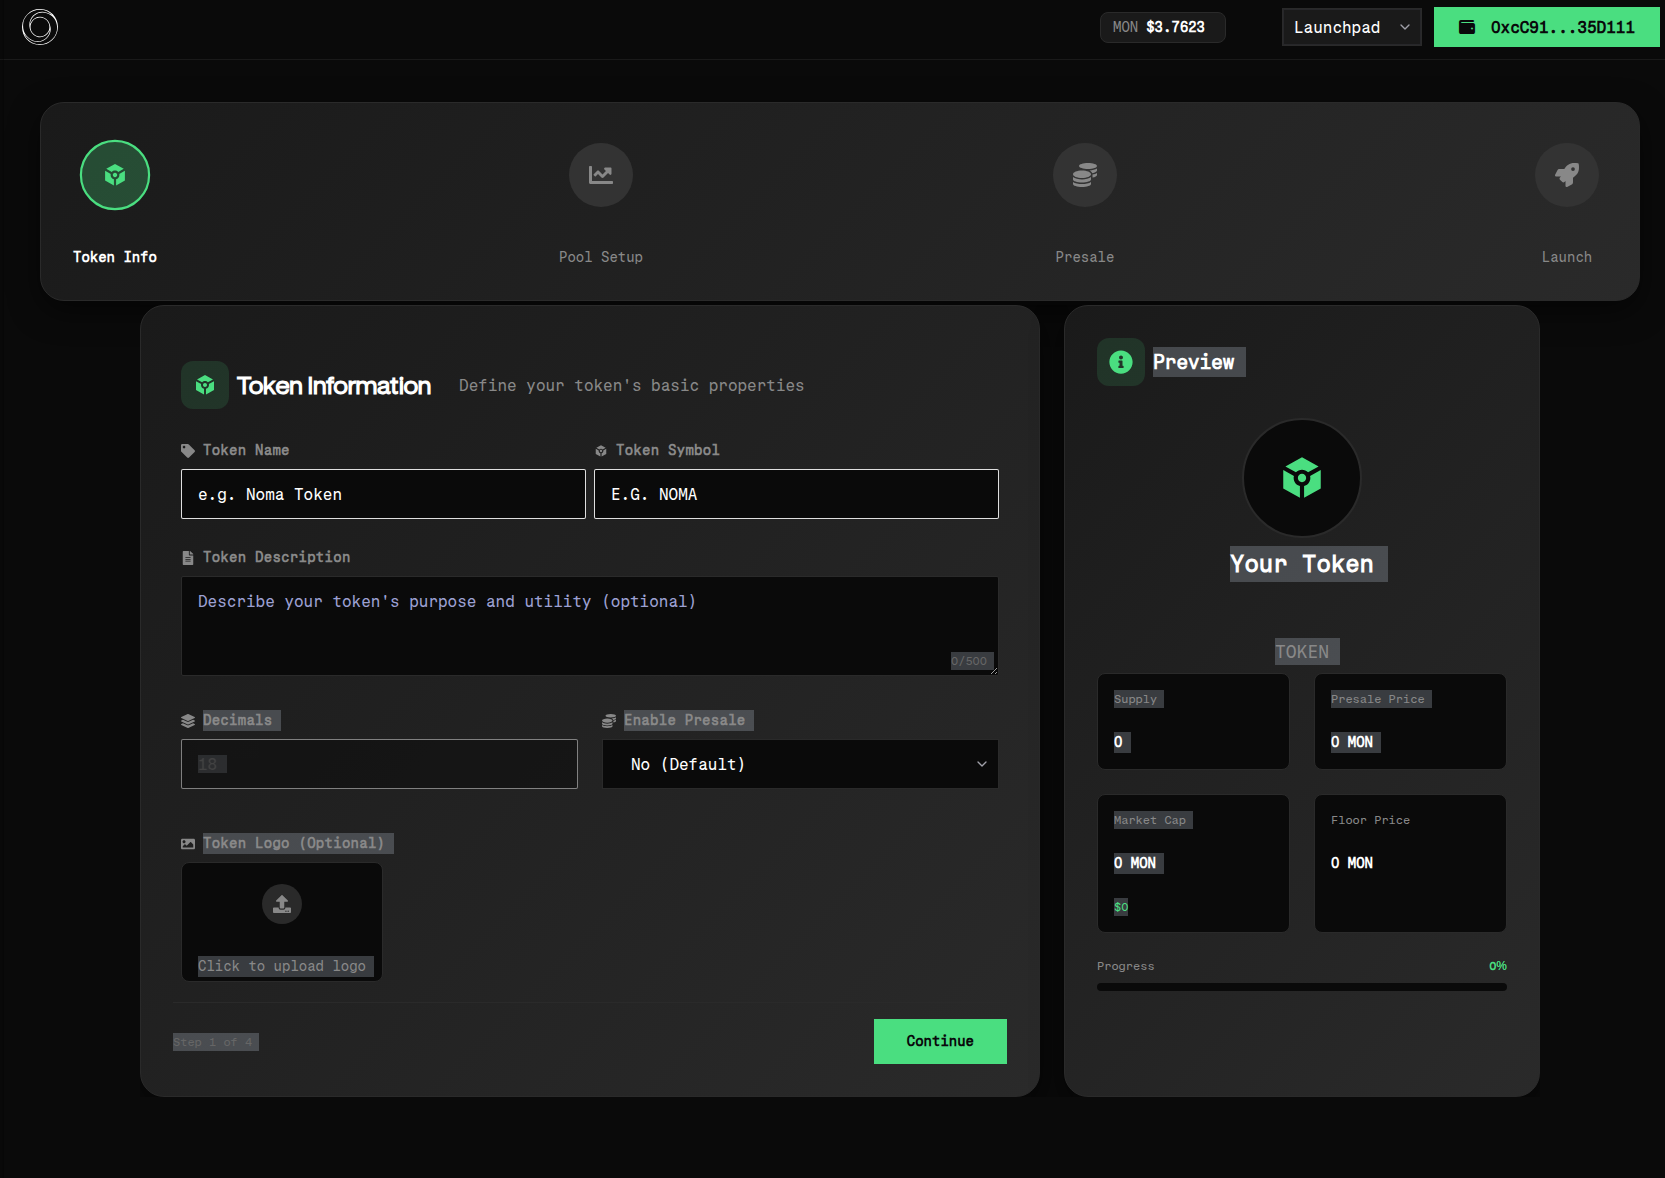 MON $3.7623
Launchpad
0xcC91...35D111
Token Info
Pool Setup
Presale
Launch
Token Information
Define your token's basic properties
Token Name
Token Symbol
e.g. Noma Token
E.G. NOMA
Token Description
Describe your token's purpose and utility (optional)
0/500
Decimals
Enable Presale
18
No (Default)
Token Logo (Optional)
Click to upload logo
Step 1 of 4
Continue
Preview
Your Token
TOKEN
Supply
0
Presale Price
0 MON
Market Cap
0 MON
$0
Floor Price
0 MON
Progress
0%